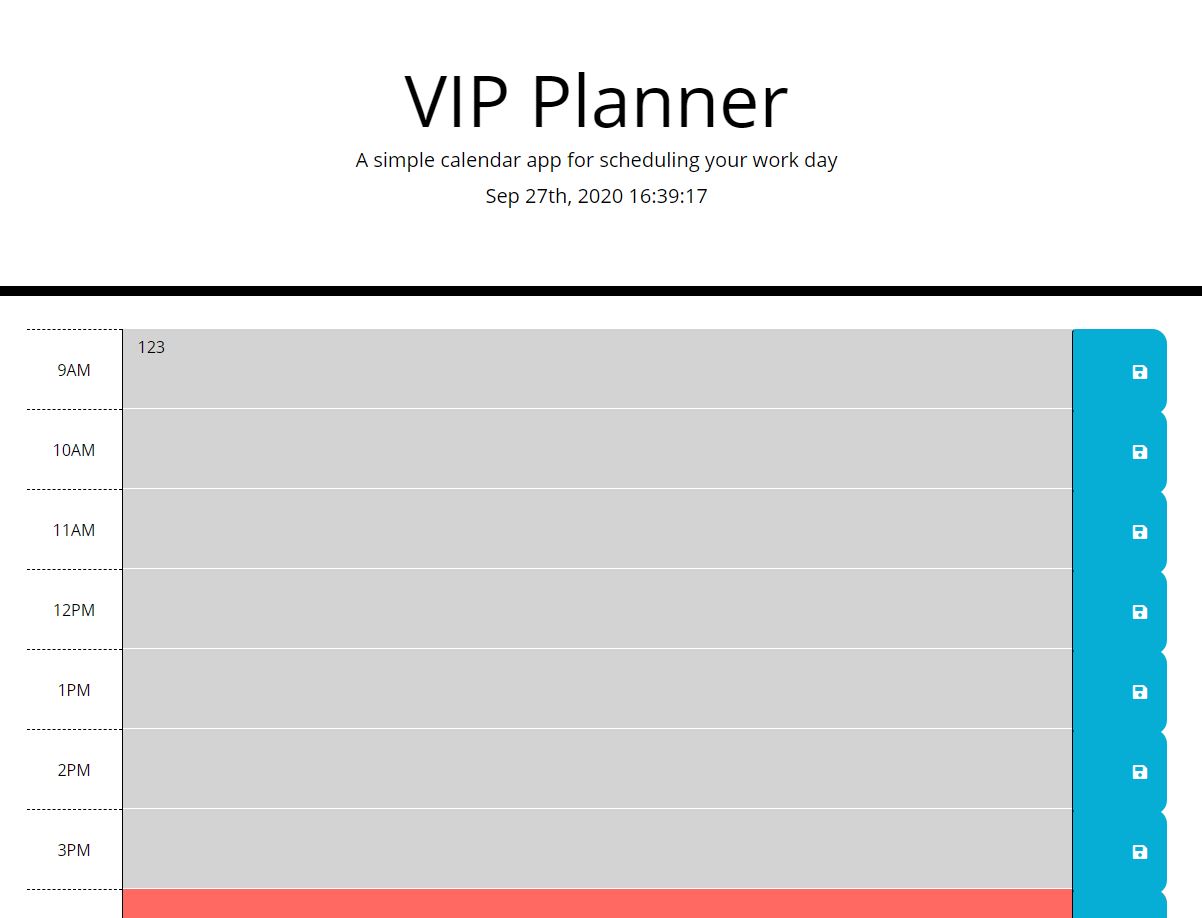 VIP Planner
A simple calendar app for scheduling your work day
Sep 27th, 2020 16:39:17
9AM
123
10AM
11AM
12PM
1PM
2PM
3PM